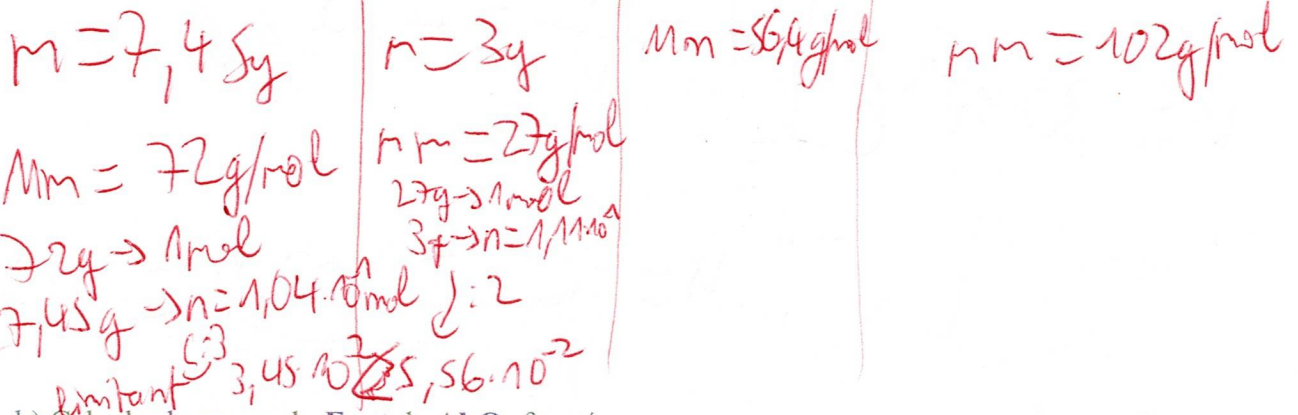 m = 7,45g
Mm = 72g/mol
72g → 1mol
7,45g → n = 1,04·10⁻¹mol
m = 3g
mm = 27g/mol
27g → 1mol
3g → n = 1,11·10⁻¹
:2
:3
limitant 3,45·10⁻² < 5,56·10⁻²
Mm = 56,4g/mol
mm = 102g/mol